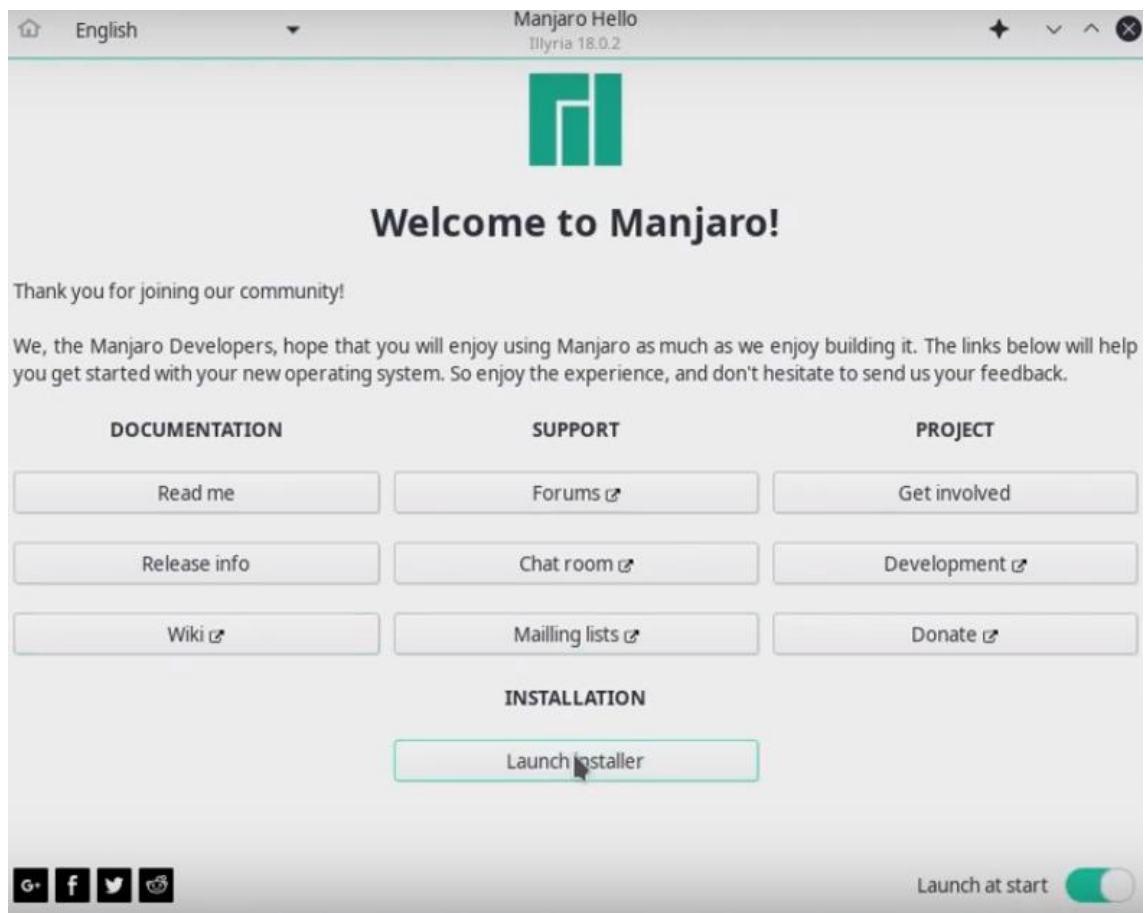 English
Manjaro Hello
Illyria 18.0.2
Welcome to Manjaro!
Thank you for joining our community!
We, the Manjaro Developers, hope that you will enjoy using Manjaro as much as we enjoy building it. The links below will help
you get started with your new operating system. So enjoy the experience, and don't hesitate to send us your feedback.
DOCUMENTATION
SUPPORT
PROJECT
Read me
Forums
Get involved
Release info
Chat room
Development
Wiki
Mailling lists
Donate
INSTALLATION
Launch installer
G+
Launch at start